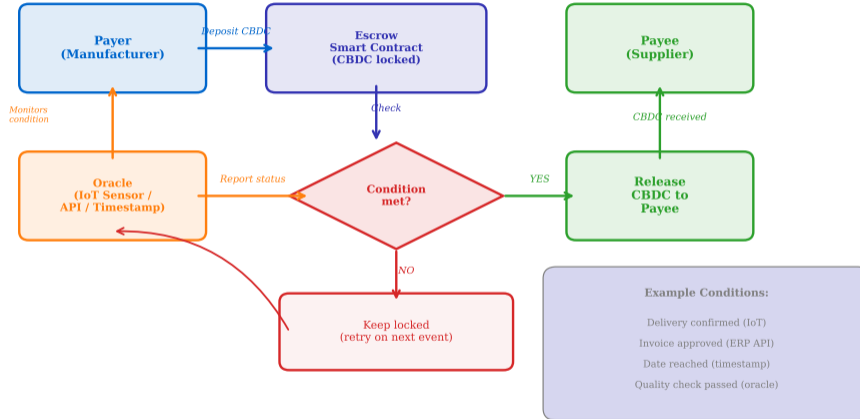 Payer
(Manufacturer)
Deposit CBDC
Escrow
Smart Contract
(CBDC locked)
Payee
(Supplier)
Monitors
condition
Check
CBDC received
Oracle
(IoT Sensor /
API / Timestamp)
Report status
Condition
met?
YES
Release
CBDC to
Payee
NO
Keep locked
(retry on next event)
Example Conditions:
Delivery confirmed (IoT)
Invoice approved (ERP API)
Date reached (timestamp)
Quality check passed (oracle)